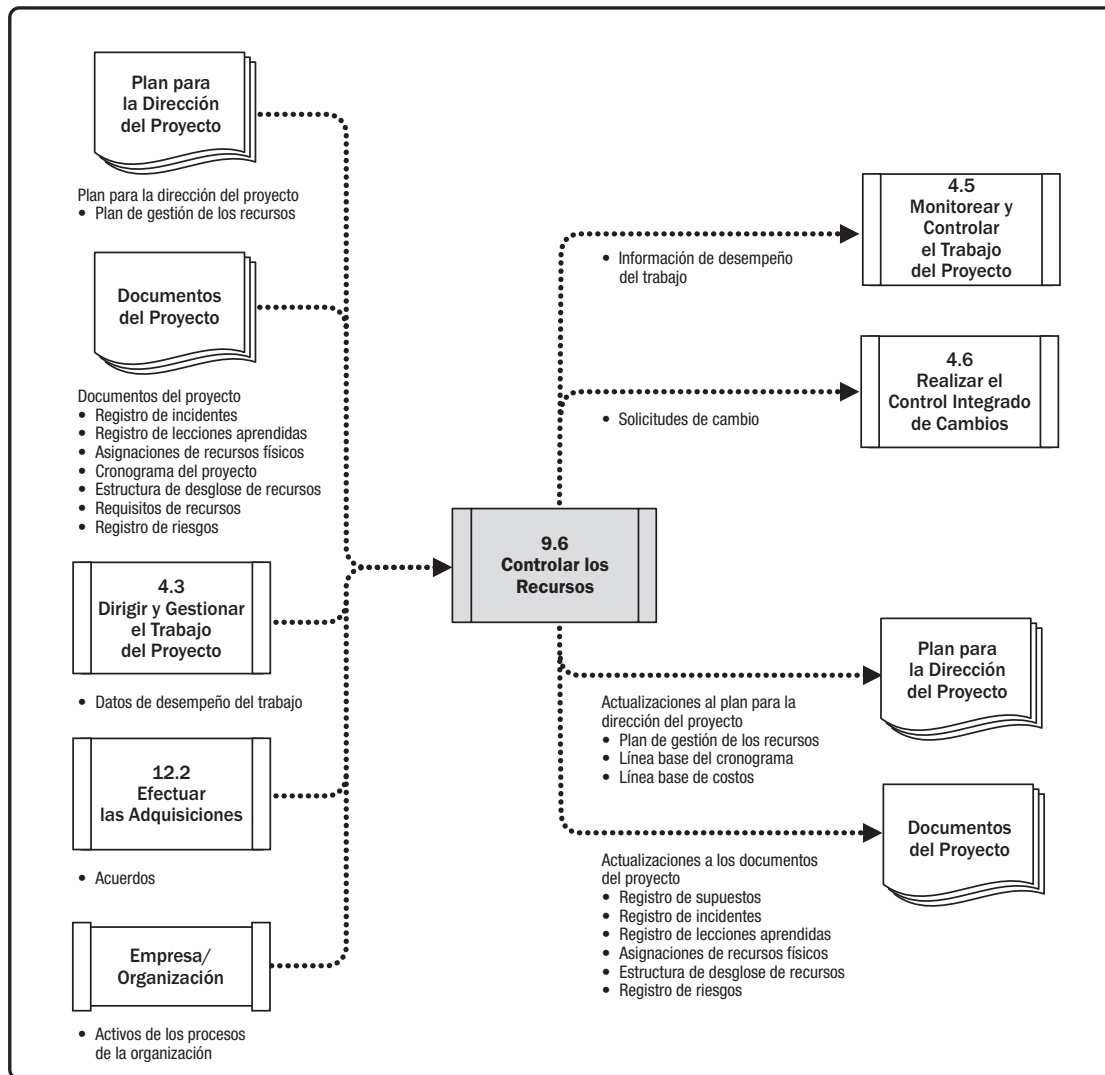 Plan para
la Dirección
del Proyecto
Plan para la dirección del proyecto
• Plan de gestión de los recursos
Documentos
del Proyecto
Documentos del proyecto
• Registro de incidentes
• Registro de lecciones aprendidas
• Asignaciones de recursos físicos
• Cronograma del proyecto
• Estructura de desglose de recursos
• Requisitos de recursos
• Registro de riesgos
4.3
Dirigir y Gestionar
el Trabajo
del Proyecto
• Datos de desempeño del trabajo
12.2
Efectuar
las Adquisiciones
• Acuerdos
Empresa/
Organización
• Activos de los procesos
de la organización
9.6
Controlar los
Recursos
• Información de desempeño
del trabajo
4.5
Monitorear y
Controlar
el Trabajo
del Proyecto
• Solicitudes de cambio
4.6
Realizar el
Control Integrado
de Cambios
Actualizaciones al plan para la
dirección del proyecto
• Plan de gestión de los recursos
• Línea base del cronograma
• Línea base de costos
Plan para
la Dirección
del Proyecto
Actualizaciones a los documentos
del proyecto
• Registro de supuestos
• Registro de incidentes
• Registro de lecciones aprendidas
• Asignaciones de recursos físicos
• Estructura de desglose de recursos
• Registro de riesgos
Documentos
del Proyecto